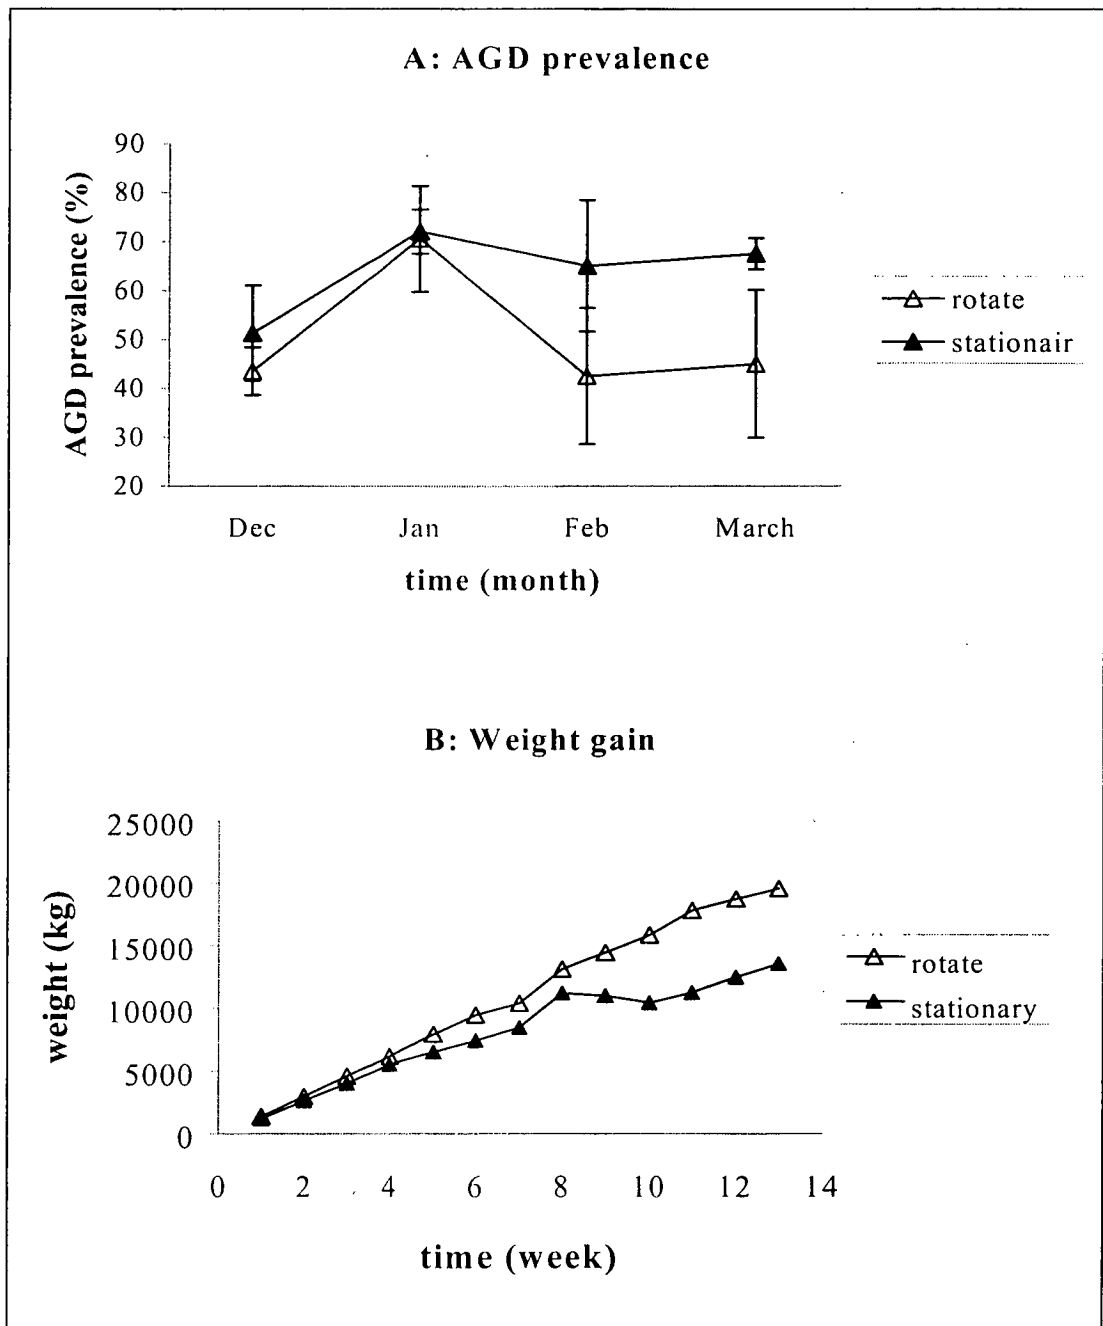 A: AGD prevalence
AGD prevalence (%)
90
80
70
60
50
40
30
20
Dec Jan Feb March
time (month)
rotate
stationair
B: Weight gain
weight (kg)
25000
20000
15000
10000
5000
0
0 2 4 6 8 10 12 14
time (week)
rotate
stationary